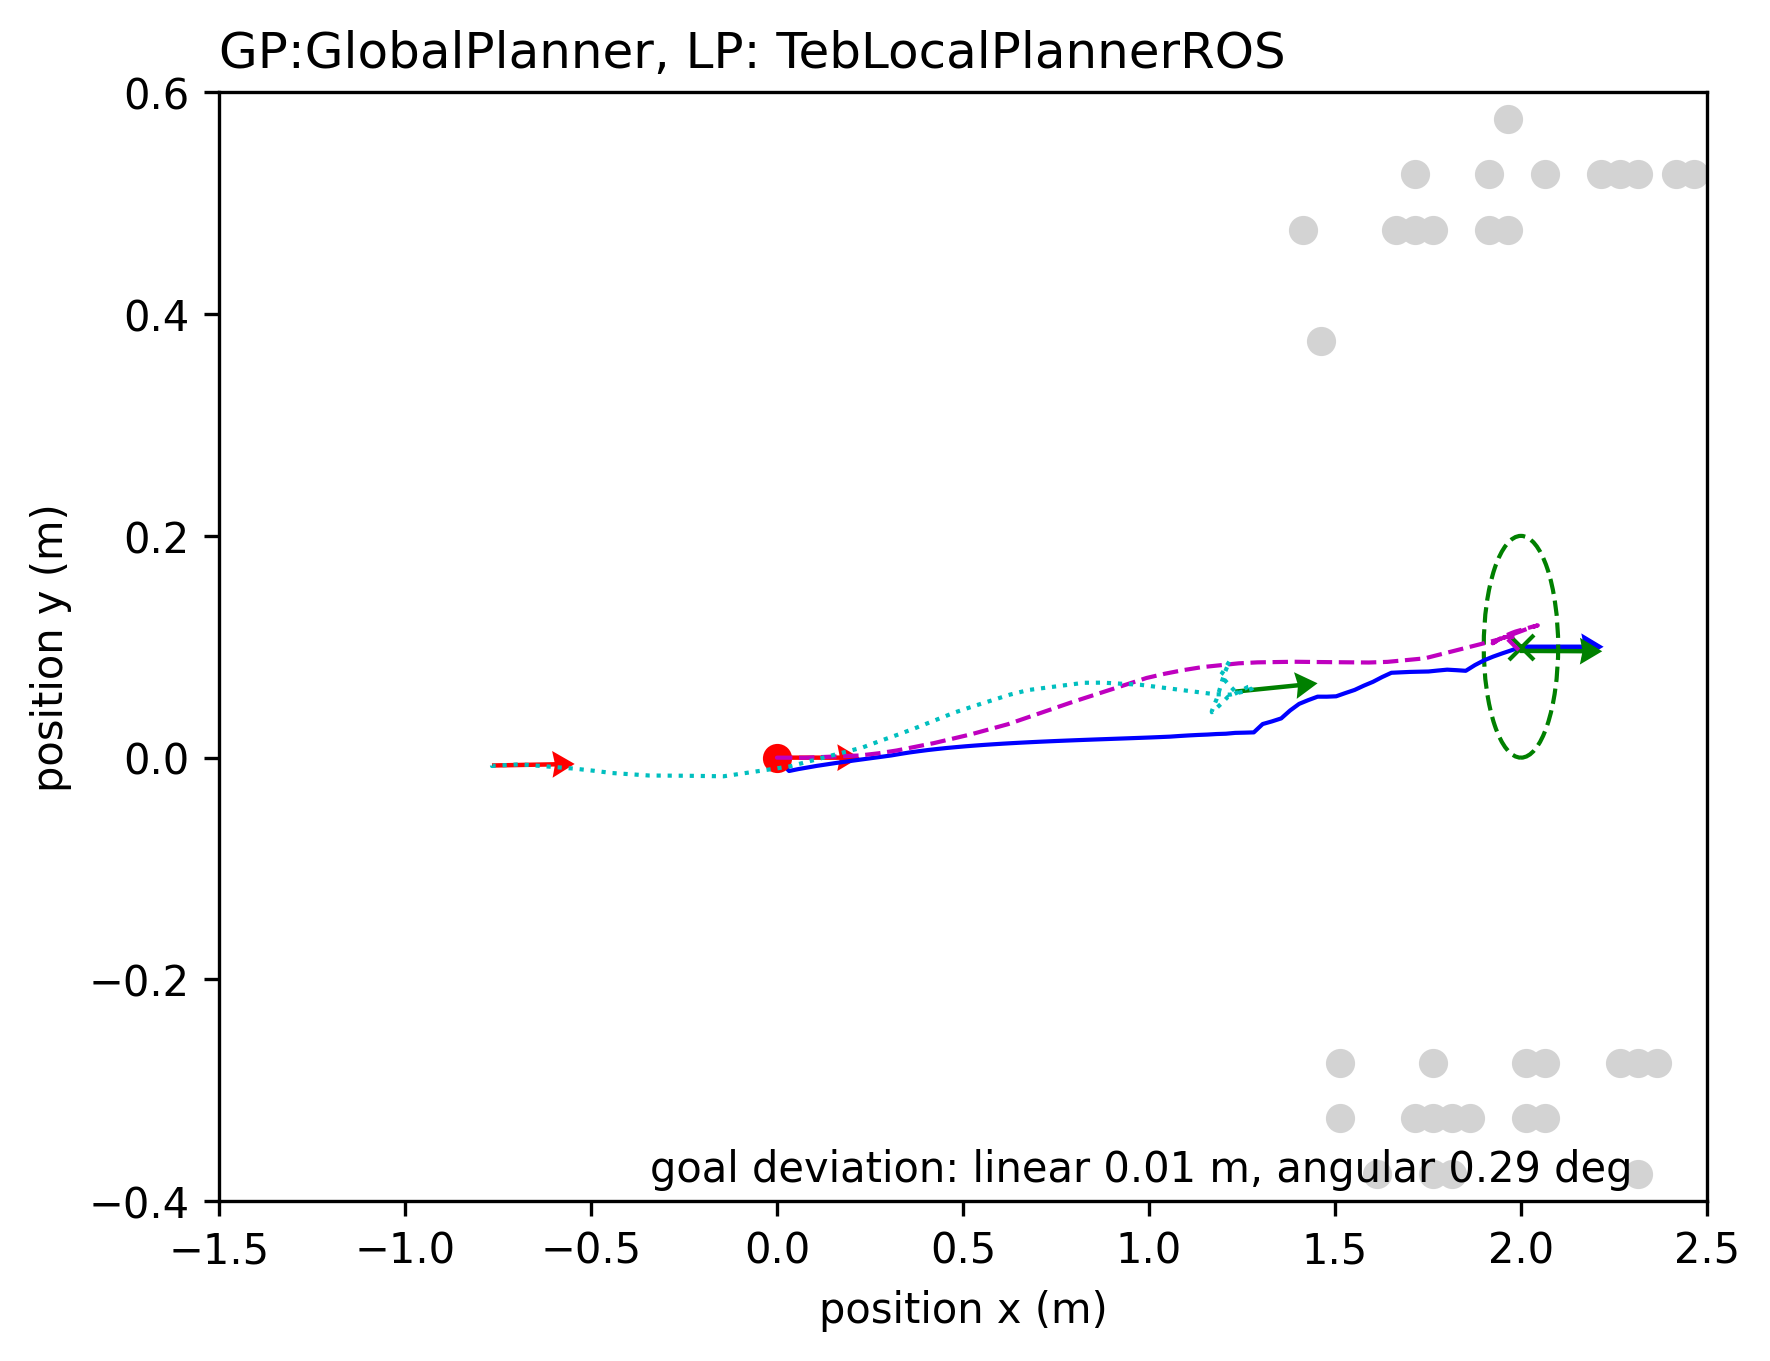 GP:GlobalPlanner, LP: TebLocalPlannerROS
0.6
0.4
0.2
0.0
−0.2
−0.4
position y (m)
goal deviation: linear 0.01 m, angular 0.29 deg
−1.5 −1.0 −0.5 0.0 0.5 1.0 1.5 2.0 2.5
position x (m)